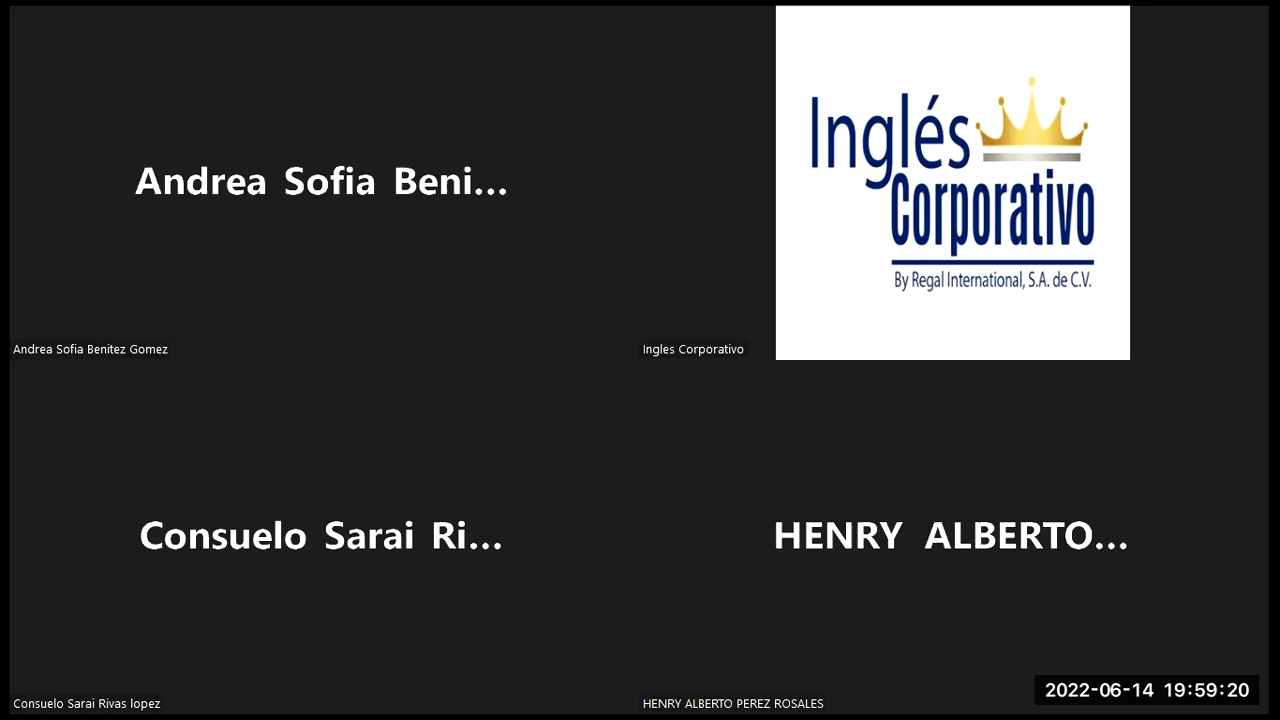 Andrea Sofia Beni...
Andrea Sofia Benitez Gomez
Inglés
Corporativo
By Regal International, S.A. de C.V.
Ingles Corporativo
Consuelo Sarai Ri...
Consuelo Sarai Rivas lopez
HENRY ALBERTO...
HENRY ALBERTO PEREZ ROSALES
2022-06-14 19:59:20